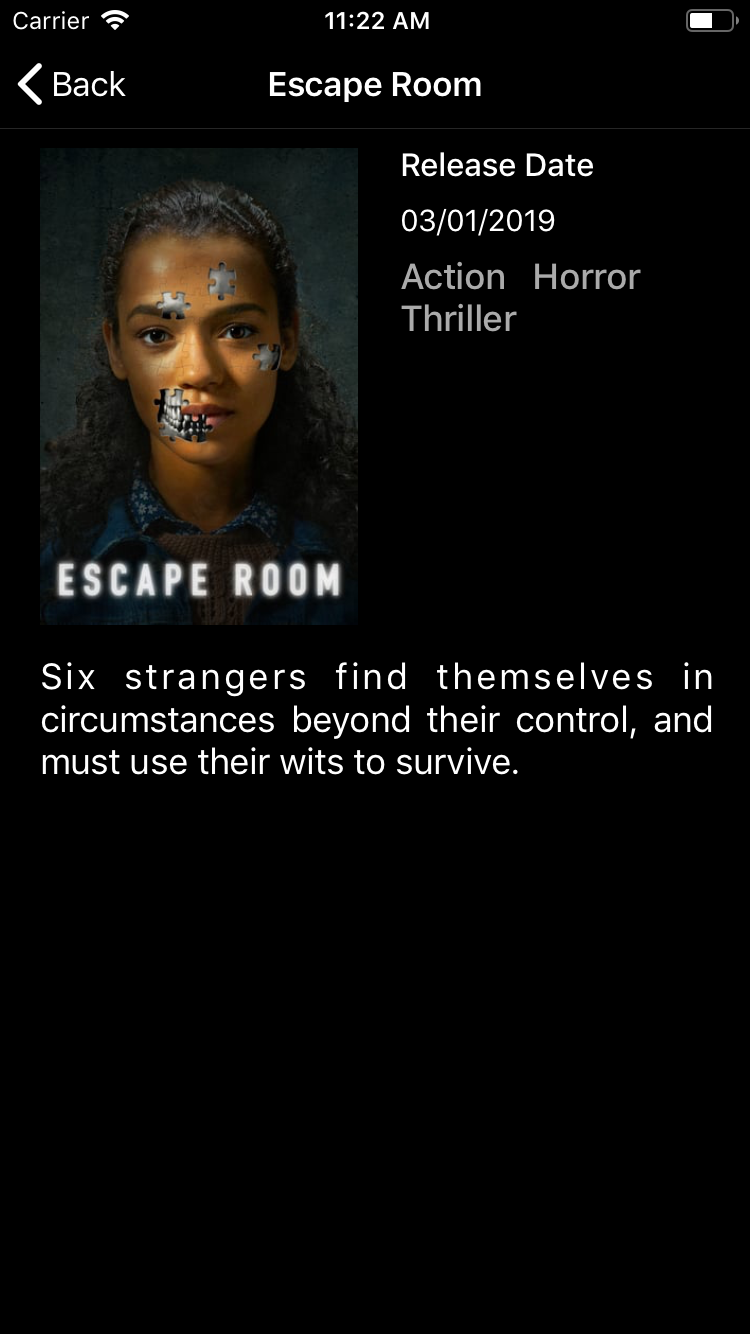 Carrier 11:22 AM
Back Escape Room
Release Date
03/01/2019
Action Horror
Thriller
ESCAPE ROOM
Six strangers find themselves in
circumstances beyond their control, and
must use their wits to survive.